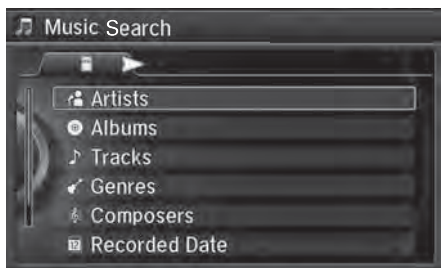 Music Search
Artists
Albums
Tracks
Genres
Composers
Recorded Date